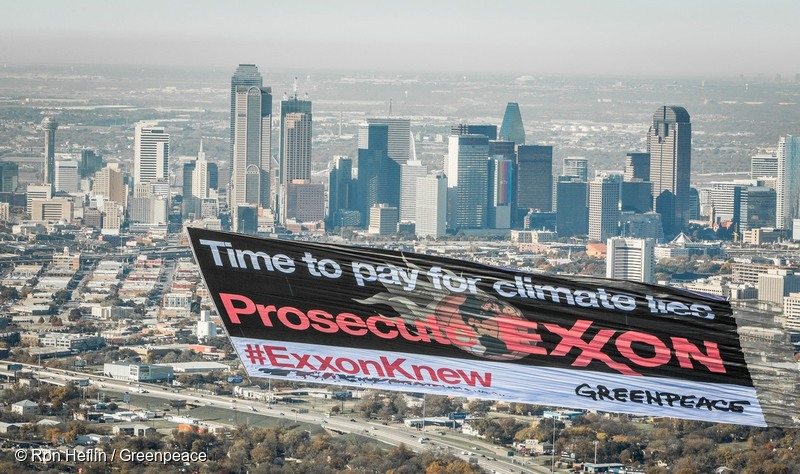 Time to pay for climate lies
Prosecute EXXON
#ExxonKnew
GREENPEACE
© Ron Heflin / Greenpeace